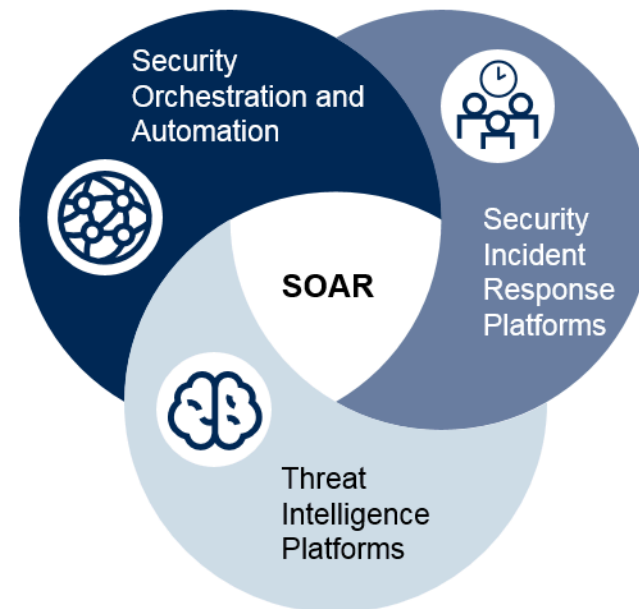 Security
Orchestration and
Automation
Security
Incident
Response
Platforms
SOAR
Threat
Intelligence
Platforms